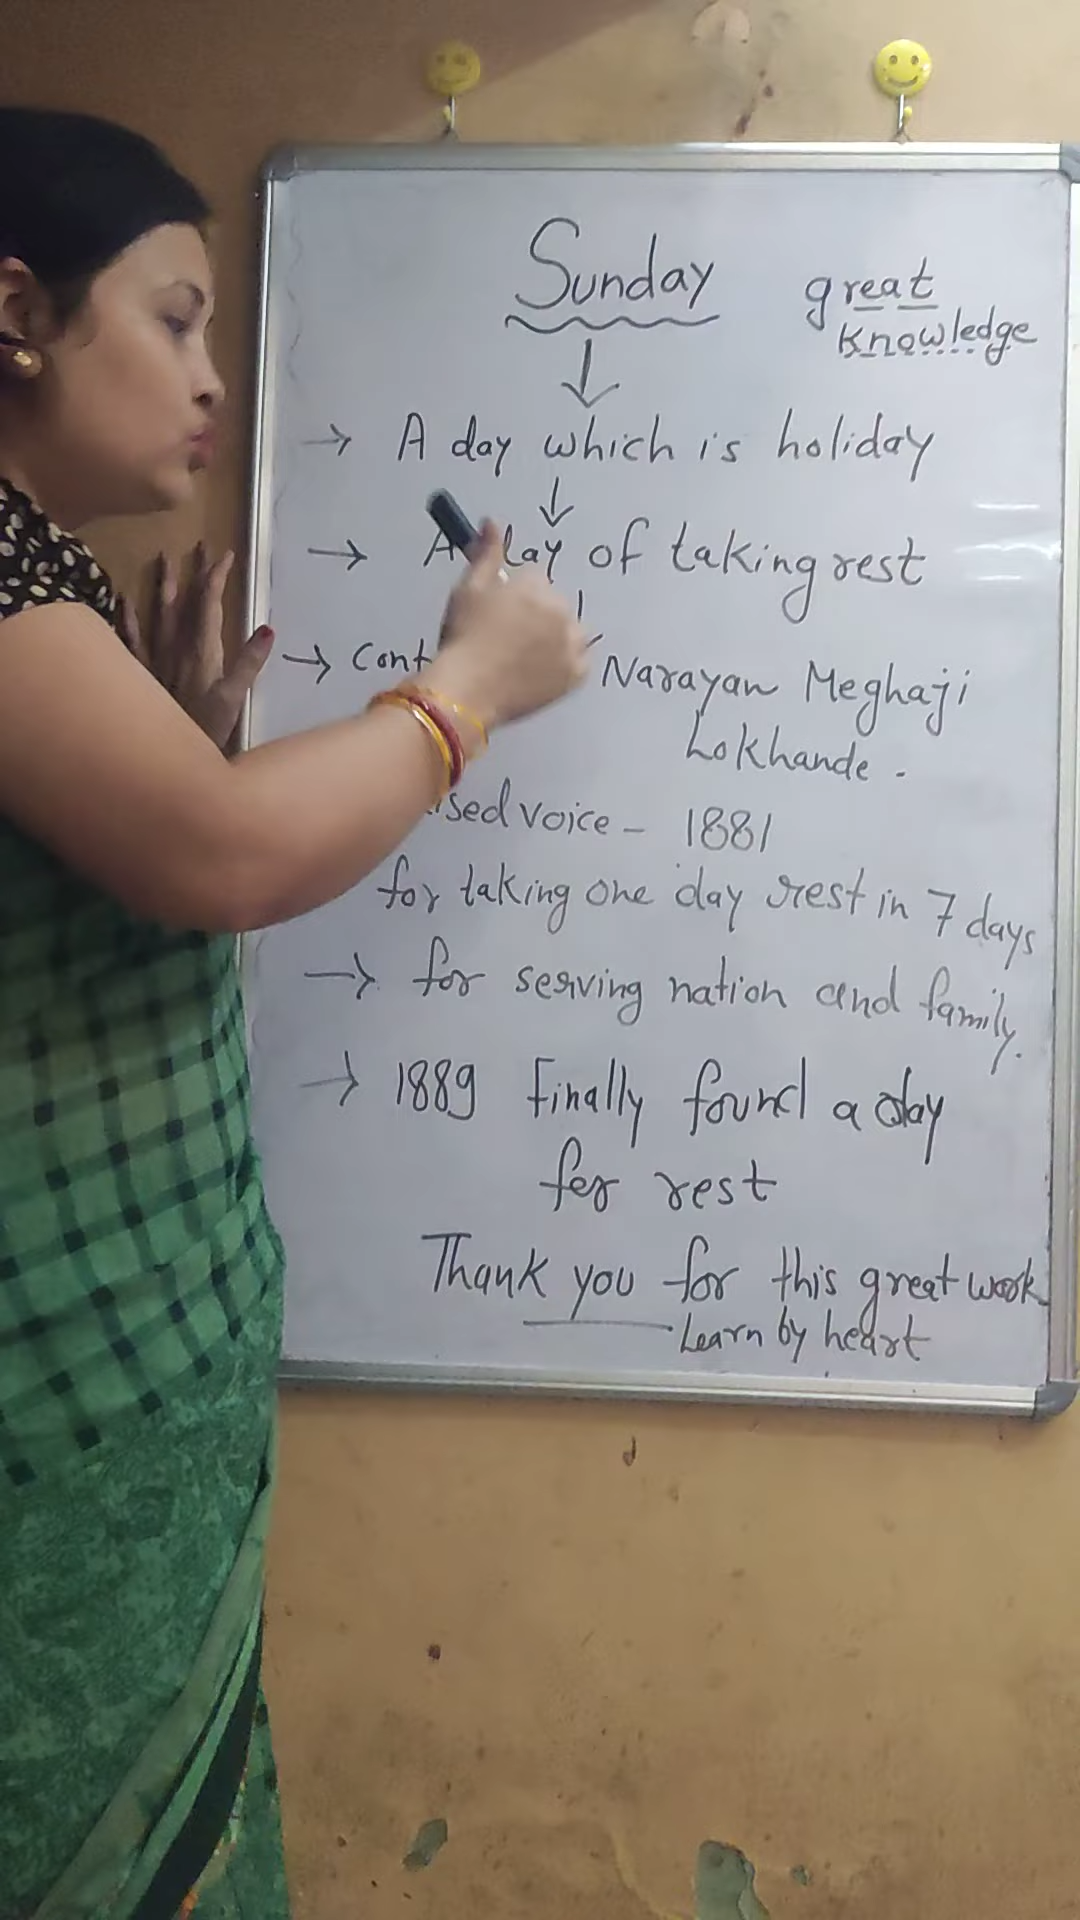 Sunday
great
knowledge
→ A day which is holiday
→ A day of taking rest
→ Narayan Meghaji
Lokhande.
voice - 1881
for taking one day rest in 7 days
→ for serving nation and family.
→ 1889 Finally found a day
for rest
Thank you for this great work
Learn by heart